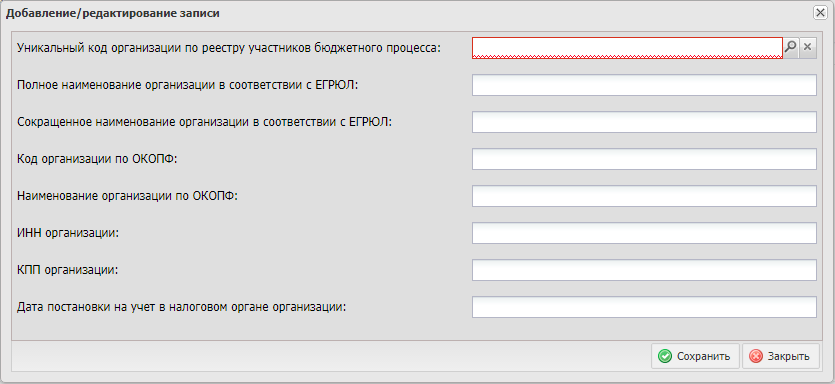 Добавление/редактирование записи
Уникальный код организации по реестру участников бюджетного процесса:
Полное наименование организации в соответствии с ЕГРЮЛ:
Сокращенное наименование организации в соответствии с ЕГРЮЛ:
Код организации по ОКОПФ:
Наименование организации по ОКОПФ:
ИНН организации:
КПП организации:
Дата постановки на учет в налоговом органе организации:
Сохранить Закрыть